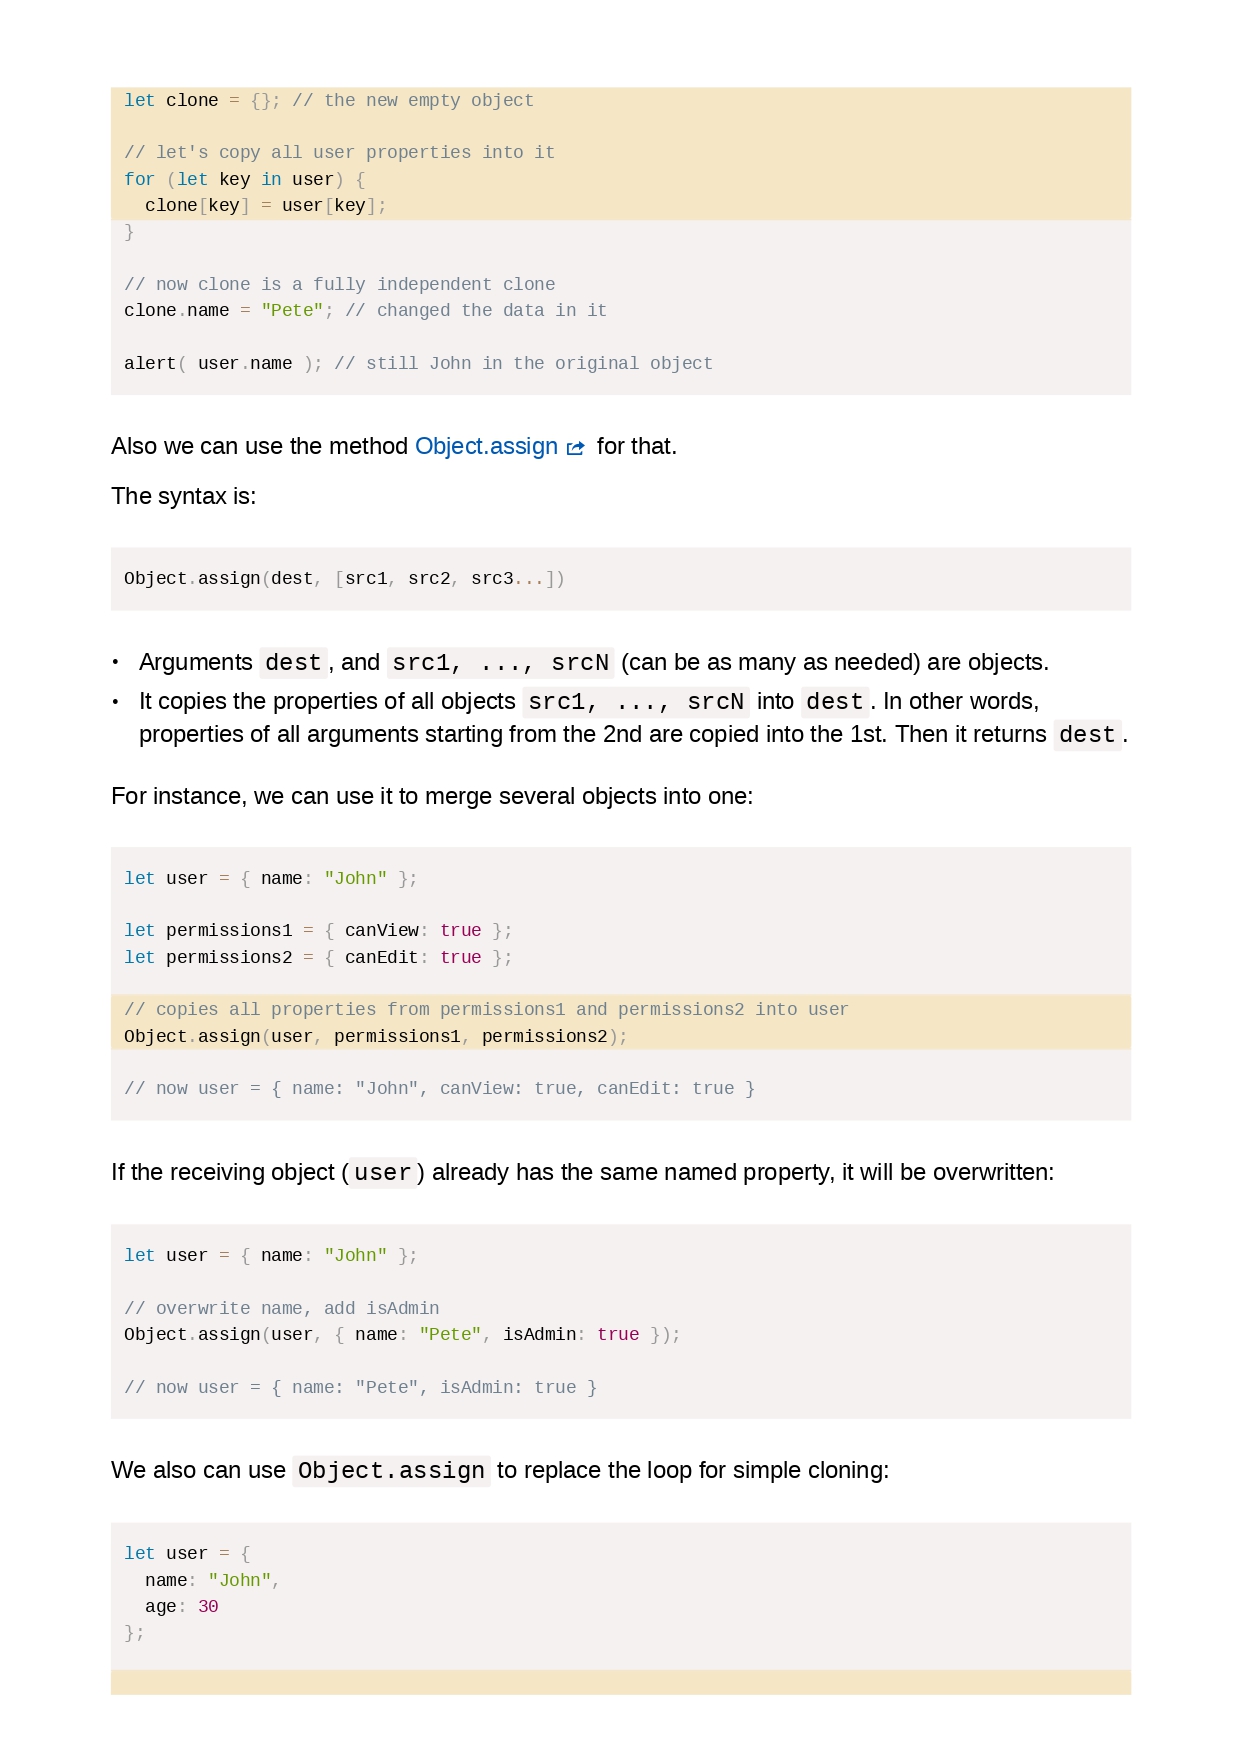 let clone = {}; // the new empty object
// let's copy all user properties into it
for (let key in user) {
  clone[key] = user[key];
}
// now clone is a fully independent clone
clone.name = "Pete"; // changed the data in it
alert( user.name ); // still John in the original object
Also we can use the method Object.assign for that.
The syntax is:
Object.assign(dest, [src1, src2, src3...])
• Arguments dest, and src1, ..., srcN (can be as many as needed) are objects.
• It copies the properties of all objects src1, ..., srcN into dest. In other words,
properties of all arguments starting from the 2nd are copied into the 1st. Then it returns dest.
For instance, we can use it to merge several objects into one:
let user = { name: "John" };
let permissions1 = { canView: true };
let permissions2 = { canEdit: true };
// copies all properties from permissions1 and permissions2 into user
Object.assign(user, permissions1, permissions2);
// now user = { name: "John", canView: true, canEdit: true }
If the receiving object (user) already has the same named property, it will be overwritten:
let user = { name: "John" };
// overwrite name, add isAdmin
Object.assign(user, { name: "Pete", isAdmin: true });
// now user = { name: "Pete", isAdmin: true }
We also can use Object.assign to replace the loop for simple cloning:
let user = {
  name: "John",
  age: 30
};